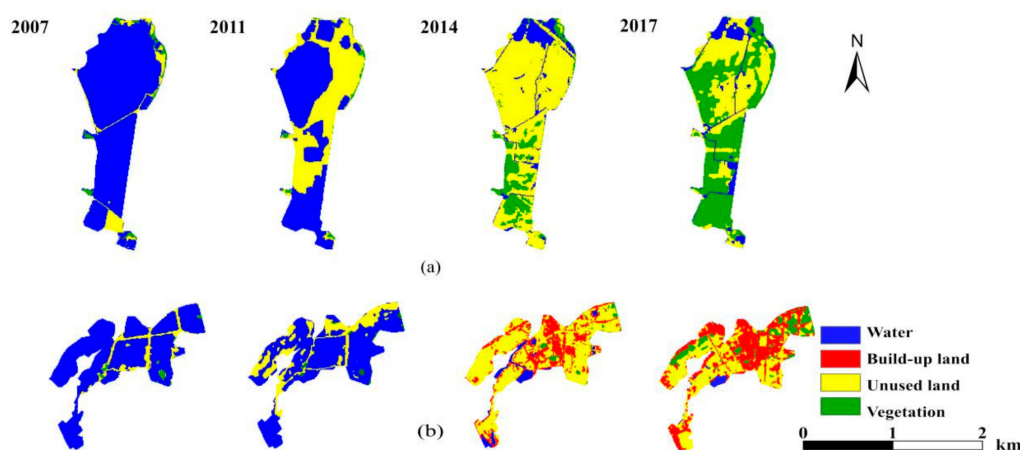 2007
2011
2014
2017
N
(a)
Water
Build-up land
Unused land
Vegetation
(b)
0 1 2
km